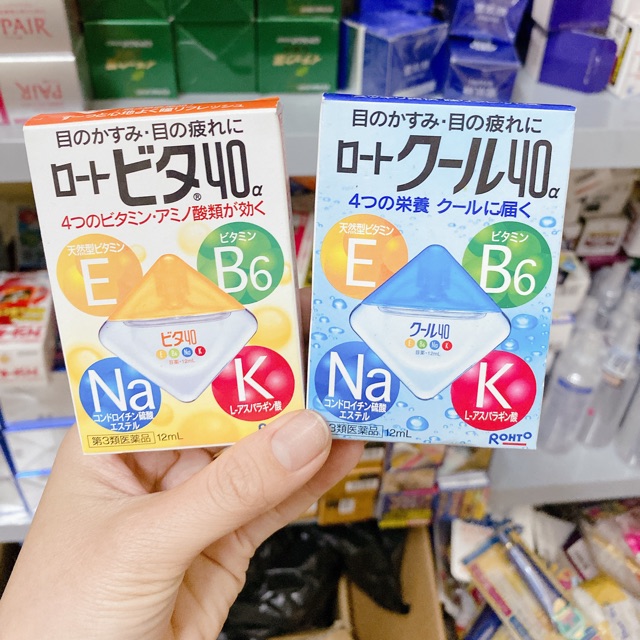 目のかすみ・目の疲れに
ロートビタ40α
®
4つのビタミン・アミノ酸類が効く
天然型ビタミン
E
ビタミン
B6
ビタ40
Na
コンドロイチン硫酸
エステル
K
L-アスパラギン酸
第3類医薬品 12mL
目のかすみ・目の疲れに
ロートクール40α
4つの栄養 クールに届く
天然型ビタミン
E
ビタミン
B6
クール40
Na
コンドロイチン硫酸
エステル
K
L-アスパラギン酸
第3類医薬品 12mL
ROHTO
PAIR
PAIR